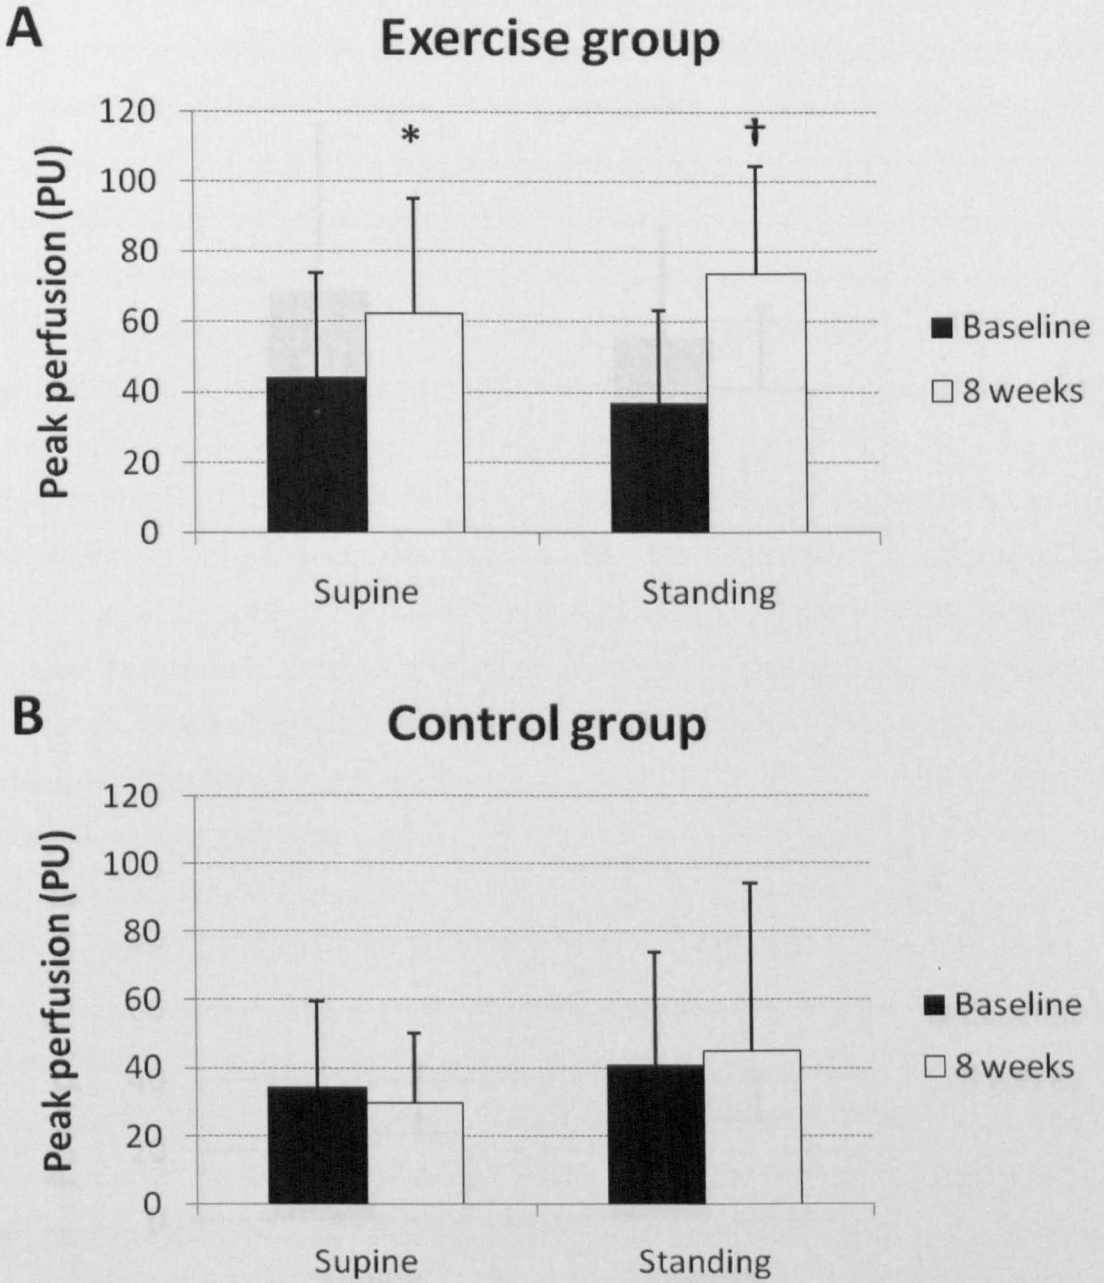 A
Exercise group
120
100
80
60
40
20
0
Peak perfusion (PU)
*
†
Baseline
8 weeks
Supine
Standing
B
Control group
120
100
80
60
40
20
0
Peak perfusion (PU)
Baseline
8 weeks
Supine
Standing